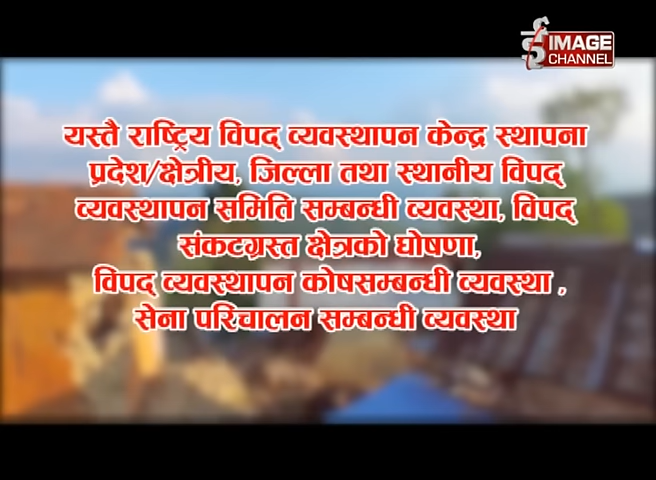 IMAGE
CHANNEL
यस्तै राष्ट्रिय विपद् व्यवस्थापन केन्द्र स्थापना
प्रदेश/क्षेत्रीय, जिल्ला तथा स्थानीय विपद्
व्यवस्थापन समिति सम्बन्धी व्यवस्था, विपद्
संकटग्रस्त क्षेत्रको घोषणा,
विपद् व्यवस्थापन कोषसम्बन्धी व्यवस्था ,
सेना परिचालन सम्बन्धी व्यवस्था